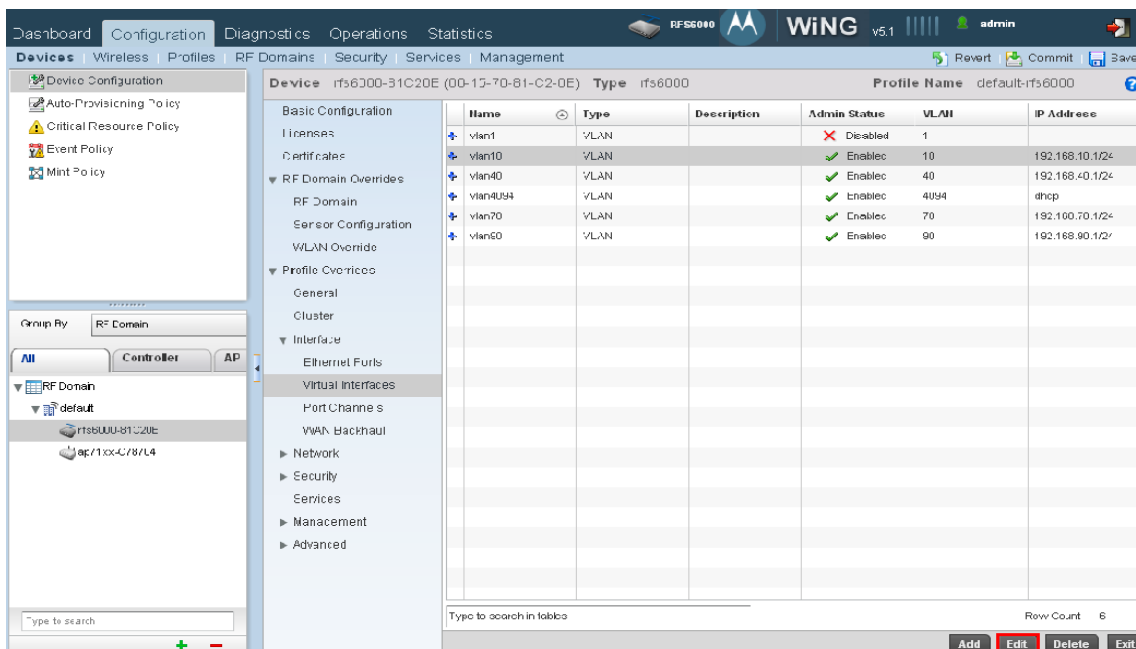 Dashboard Configuration Diagnostics Operations Statistics RFS6000 WiNG v5.1 admin
Devices Wireless Profiles RF Domains Security Services Management Revert Commit Save
Device Configuration
Auto-Provisioning Policy
Critical Resource Policy
Event Policy
Mint Policy
Group By RF Domain
All Controller AP
RF Domain
default
rfs6000-81C20E
Type to search
Device rfs6000-81C20E (00-15-70-81-C2-0E) Type rfs6000 Profile Name default-rfs6000
Basic Configuration
Licenses
Certificates
RF Domain Overrides
RF Domain
Sensor Configuration
WLAN Override
Profile Overrides
General
Cluster
Interface
Ethernet Ports
Virtual Interfaces
Port Channels
WAN Backhaul
Network
Security
Services
Management
Advanced
Name Type Description Admin Status VLAN IP Address
vlan1 VLAN Disabled 1
vlan10 VLAN Enabled 10 192.168.10.1/24
vlan40 VLAN Enabled 40 192.168.40.1/24
vlan4094 VLAN Enabled 4094 dhcp
vlan70 VLAN Enabled 70 192.168.70.1/24
vlan90 VLAN Enabled 90 192.168.90.1/24
Type to search in tables Row Count 6
Add Edit Delete Exit